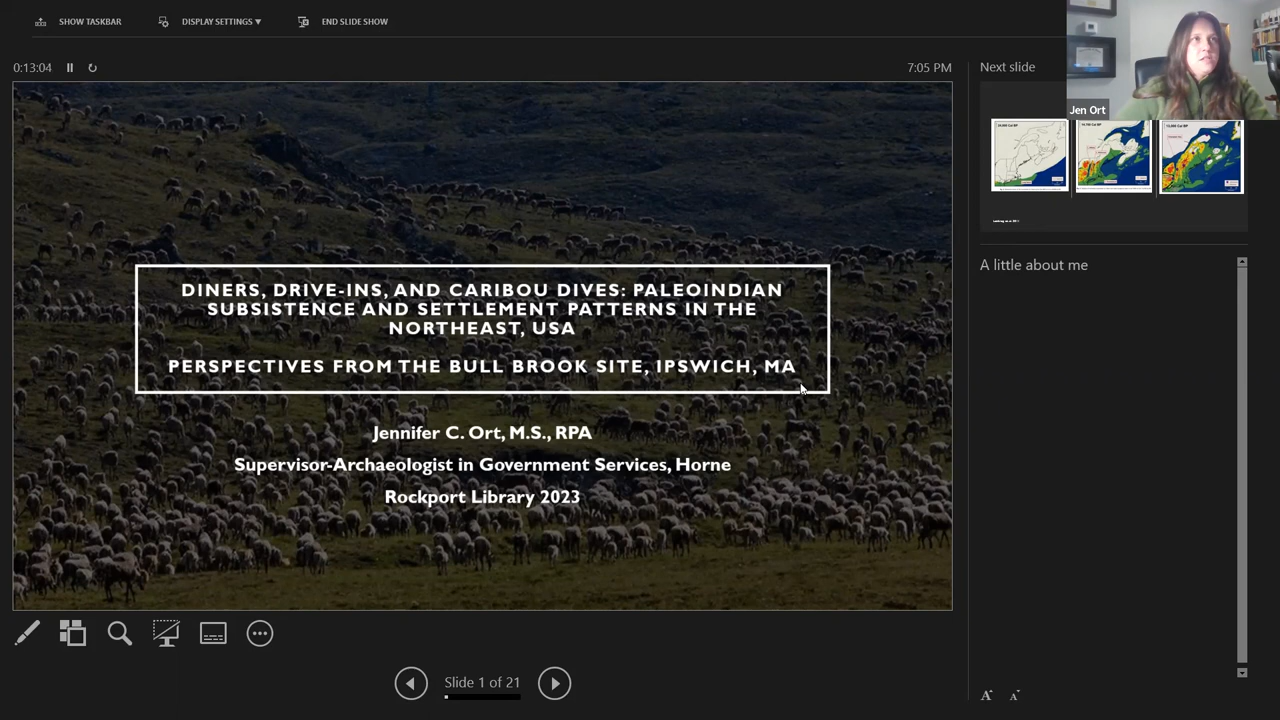 SHOW TASKBAR
DISPLAY SETTINGS ▼
END SLIDE SHOW
0:13:04
7:05 PM
Next slide
Jen Ort
DINERS, DRIVE-INS, AND CARIBOU DIVES: PALEOINDIAN
SUBSISTENCE AND SETTLEMENT PATTERNS IN THE
NORTHEAST, USA
PERSPECTIVES FROM THE BULL BROOK SITE, IPSWICH, MA
Jennifer C. Ort, M.S., RPA
Supervisor-Archaeologist in Government Services, Horne
Rockport Library 2023
A little about me
Slide 1 of 21
A
A